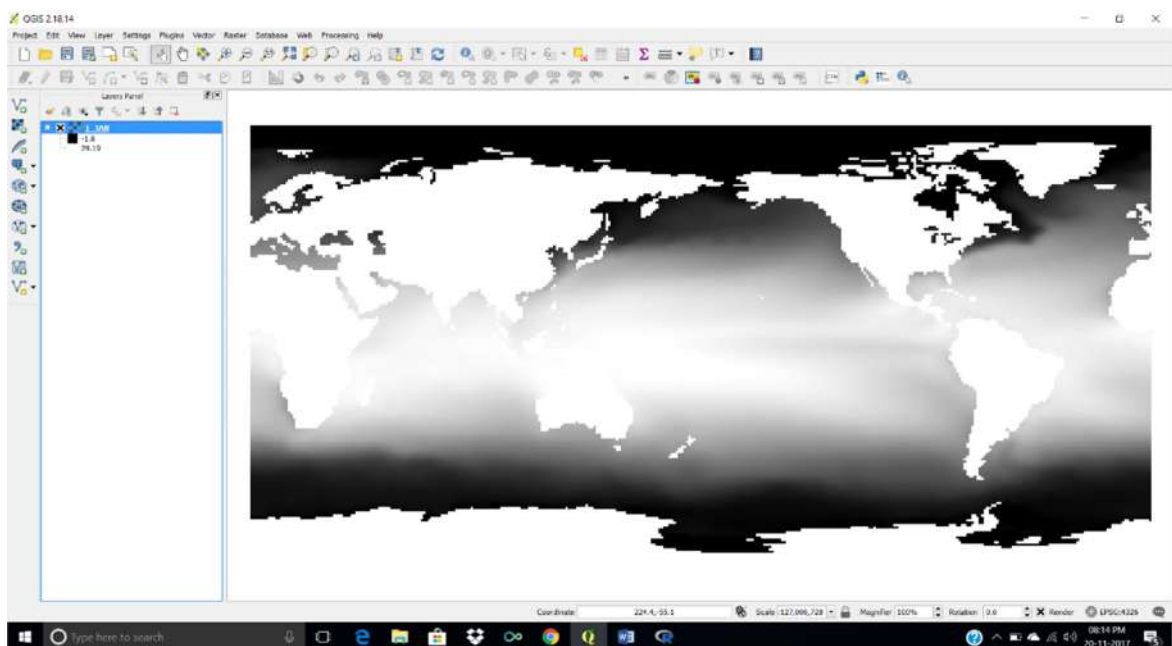 QGIS 2.18.14
Project Edit View Layer Settings Plugins Vector Raster Database Web Processing Help
Layers Panel
-1.8
29.19
Coordinate 224.4,-55.1 Scale 127,006,728 Magnifier 100% Rotation 0.0 Render EPSG:4326
Type here to search
08:14 PM
20-11-2017